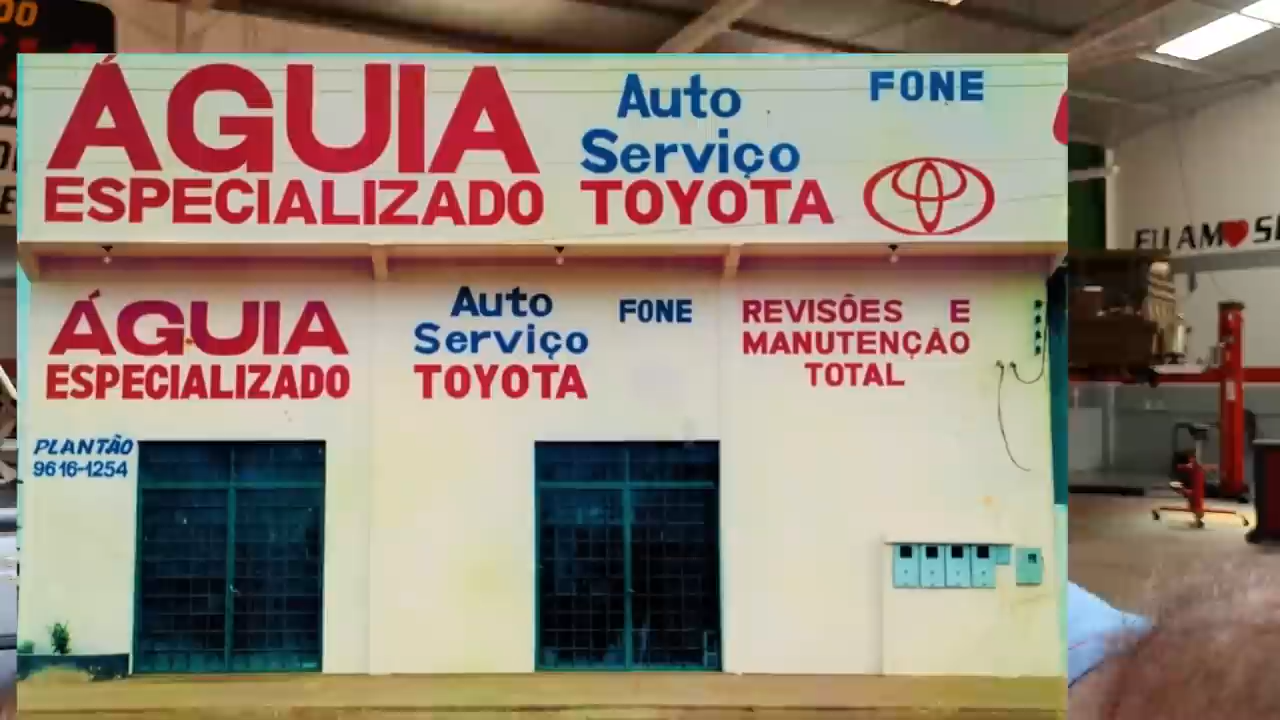 ÁGUIA
ESPECIALIZADO
Auto
Serviço
TOYOTA
FONE
ÁGUIA
ESPECIALIZADO
Auto
Serviço
TOYOTA
FONE
REVISÕES E
MANUTENÇÃO
TOTAL
PLANTÃO
9616-1254
EU AM♥